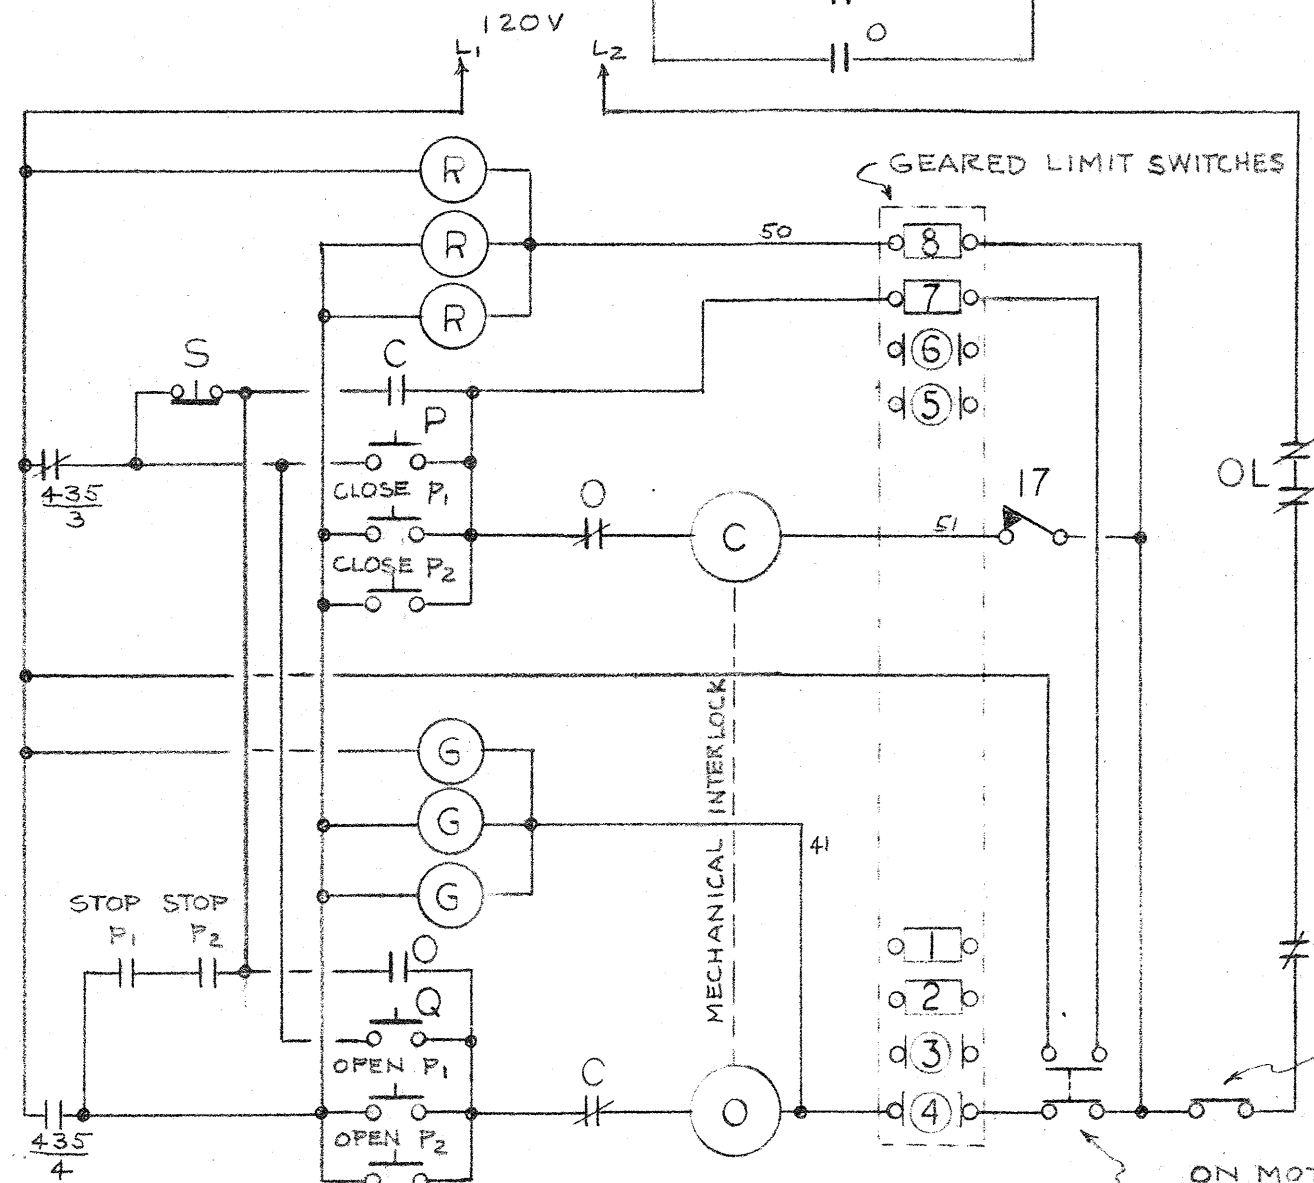 120V
L1
L2
O
GEARED LIMIT SWITCHES
R
R
R
50
8
7
6
5
S
C
P
435
3
CLOSE P1
CLOSE P2
O
C
51
17
OL
G
G
G
41
MECHANICAL INTERLOCK
STOP P1
STOP P2
O
Q
OPEN P1
OPEN P2
C
O
1
2
3
4
435
4
ON MOT